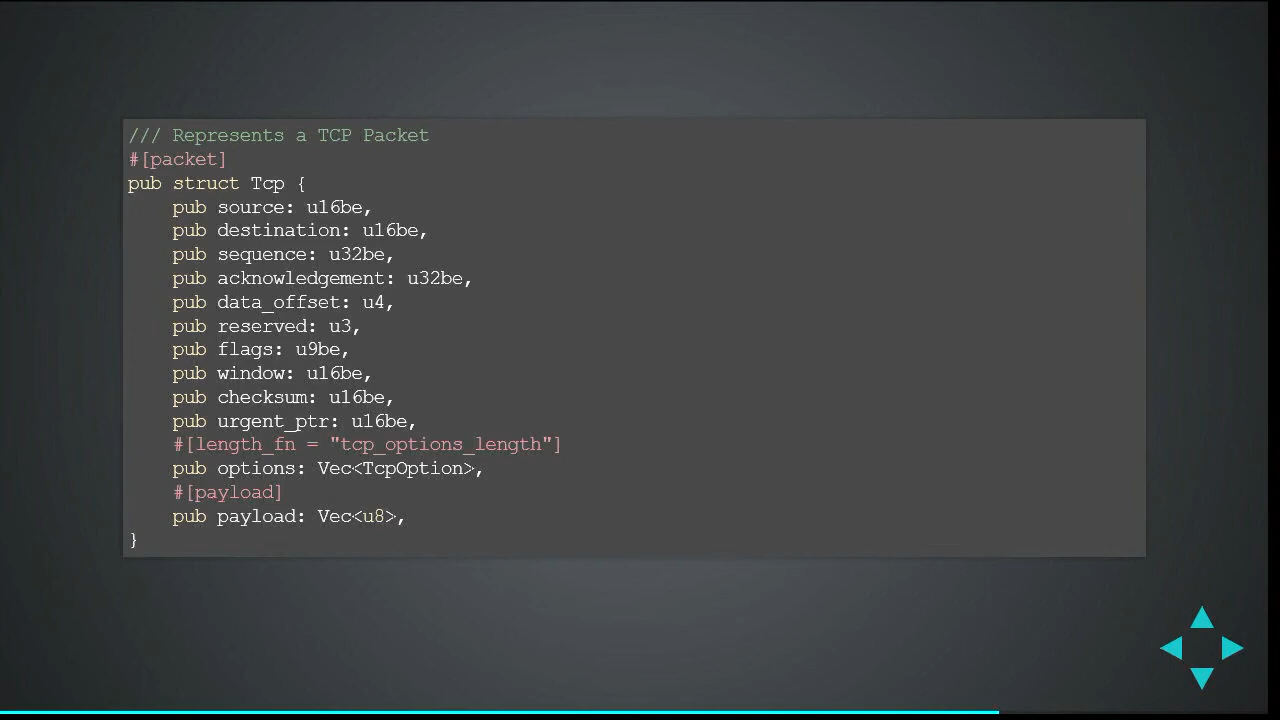 /// Represents a TCP Packet
#[packet]
pub struct Tcp {
    pub source: u16be,
    pub destination: u16be,
    pub sequence: u32be,
    pub acknowledgement: u32be,
    pub data_offset: u4,
    pub reserved: u3,
    pub flags: u9be,
    pub window: u16be,
    pub checksum: u16be,
    pub urgent_ptr: u16be,
    #[length_fn = "tcp_options_length"]
    pub options: Vec<TcpOption>,
    #[payload]
    pub payload: Vec<u8>,
}